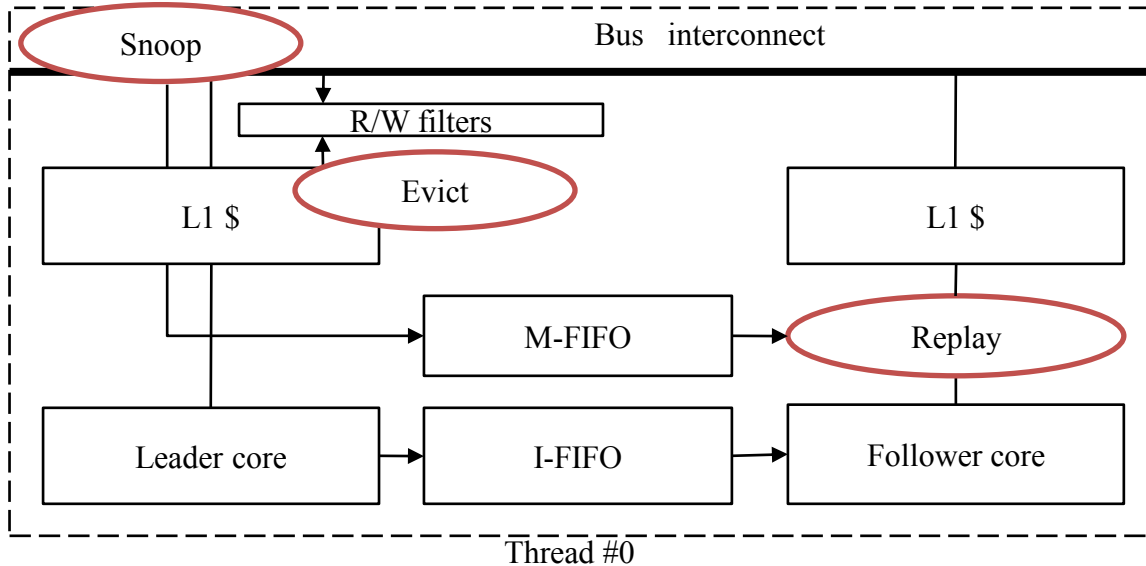 Snoop
Bus interconnect
R/W filters
Evict
L1 $
L1 $
M-FIFO
Replay
Leader core
I-FIFO
Follower core
Thread #0